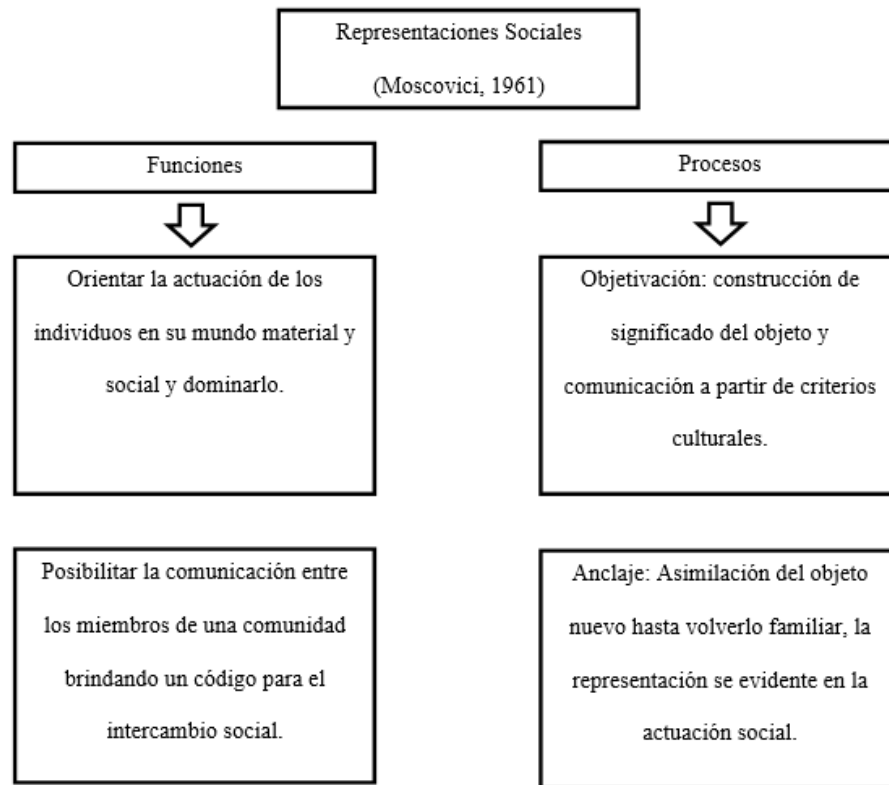 Representaciones Sociales
(Moscovici, 1961)
Funciones
Orientar la actuación de los
individuos en su mundo material y
social y dominarlo.
Posibilitar la comunicación entre
los miembros de una comunidad
brindando un código para el
intercambio social.
Procesos
Objetivación: construcción de
significado del objeto y
comunicación a partir de criterios
culturales.
Anclaje: Asimilación del objeto
nuevo hasta volverlo familiar, la
representación se evidente en la
actuación social.